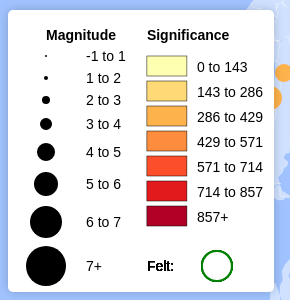 Magnitude Significance
-1 to 1 0 to 143
1 to 2 143 to 286
2 to 3 286 to 429
3 to 4 429 to 571
4 to 5 571 to 714
5 to 6 714 to 857
6 to 7 857+
7+ Felt: